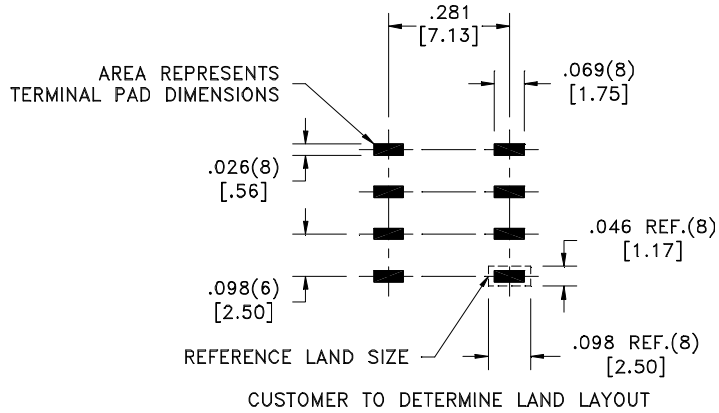 .281
[7.13]
AREA REPRESENTS
TERMINAL PAD DIMENSIONS
.069(8)
[1.75]
.026(8)
[.56]
.046 REF.(8)
[1.17]
.098(6)
[2.50]
REFERENCE LAND SIZE
.098 REF.(8)
[2.50]
CUSTOMER TO DETERMINE LAND LAYOUT